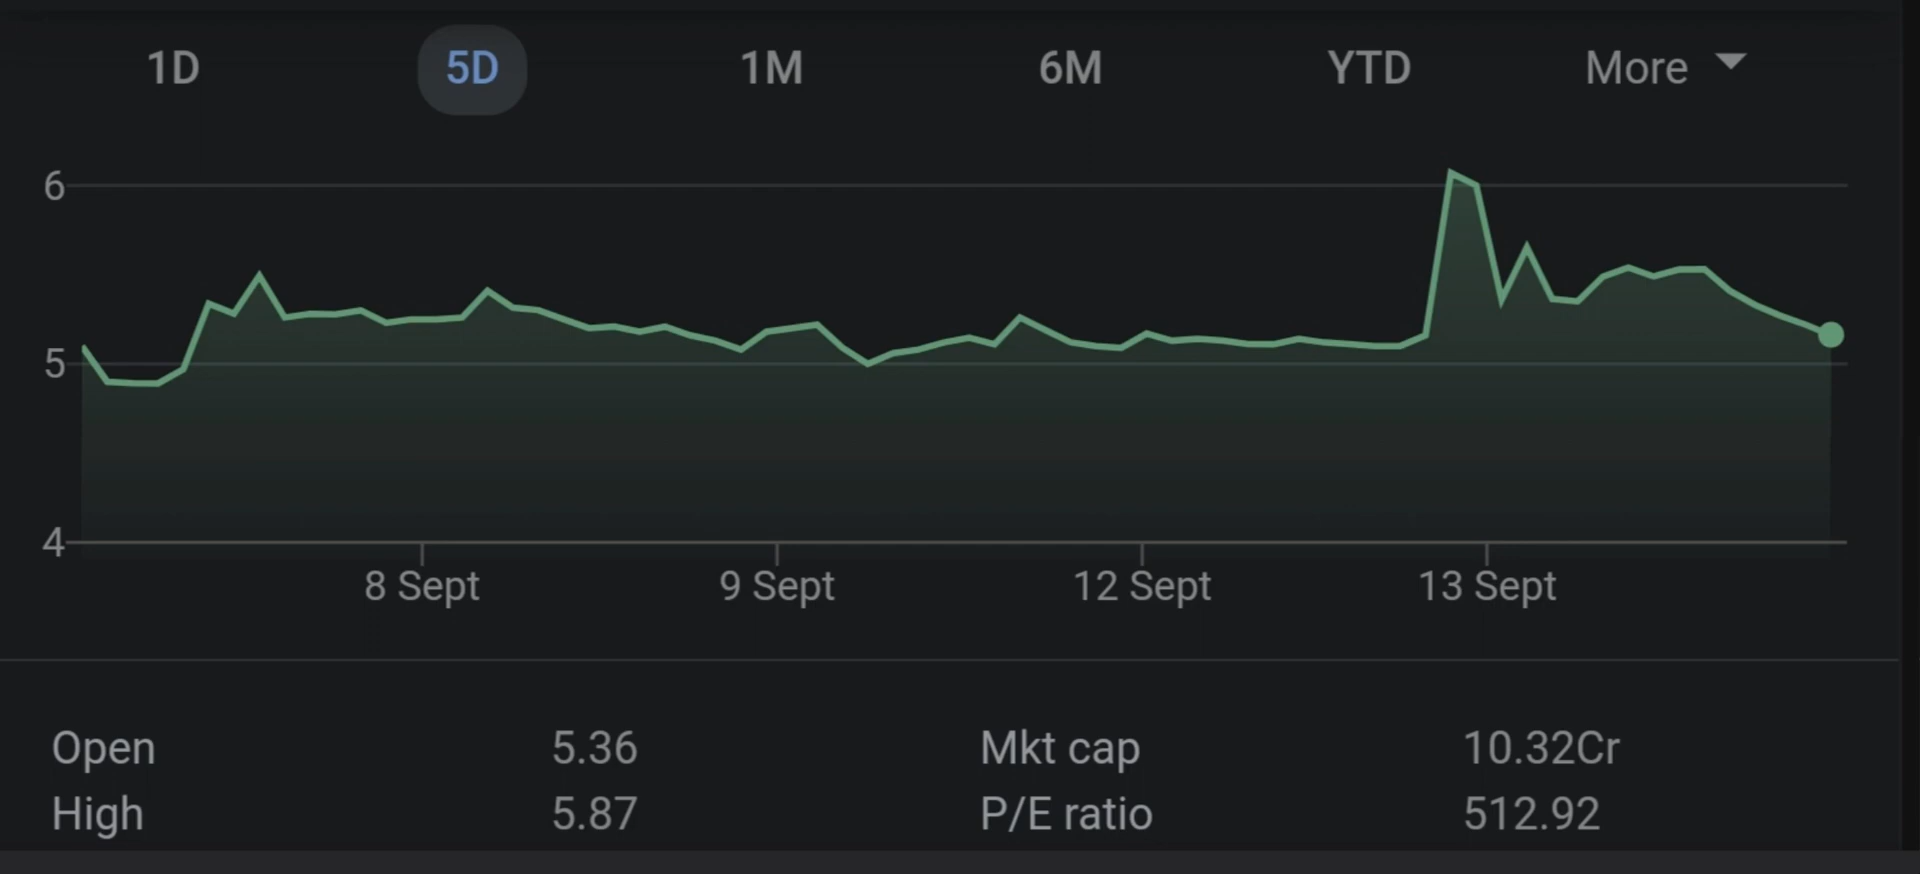 1D 5D 1M 6M YTD More
6
5
4
8 Sept 9 Sept 12 Sept 13 Sept
Open 5.36 Mkt cap 10.32Cr
High 5.87 P/E ratio 512.92